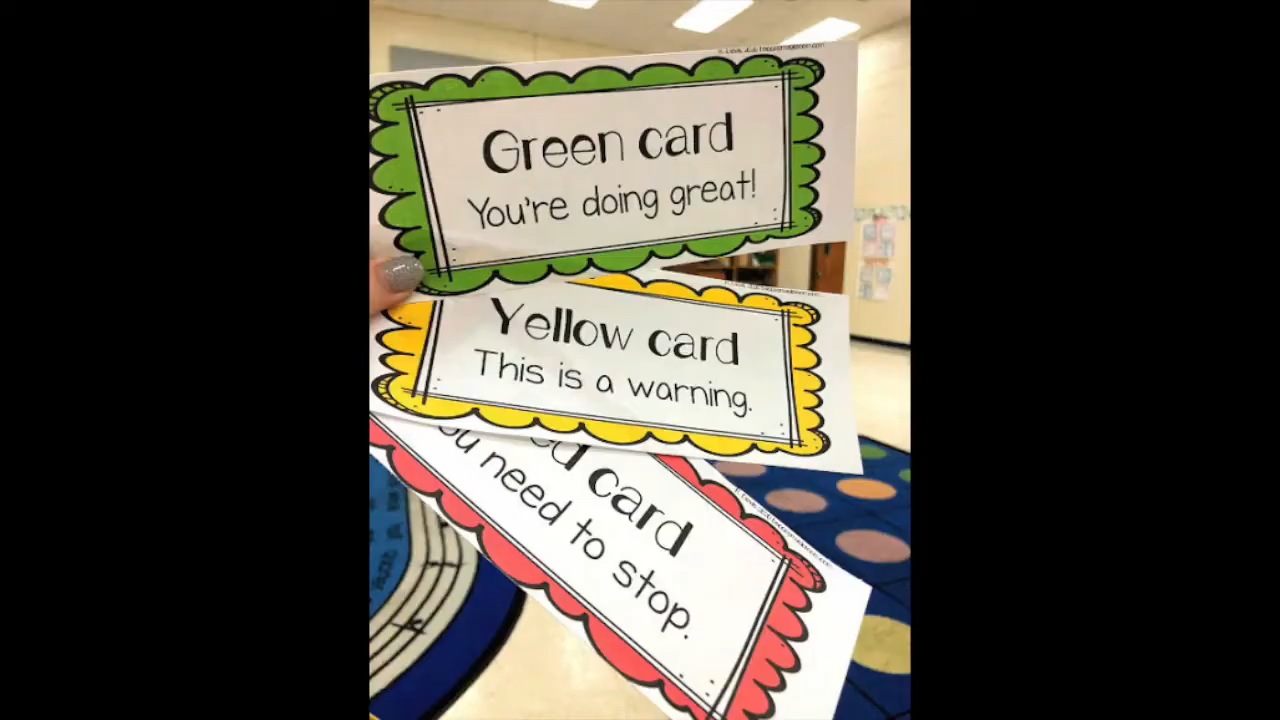 Green card
You're doing great!
Yellow card
This is a warning.
card
need to stop.